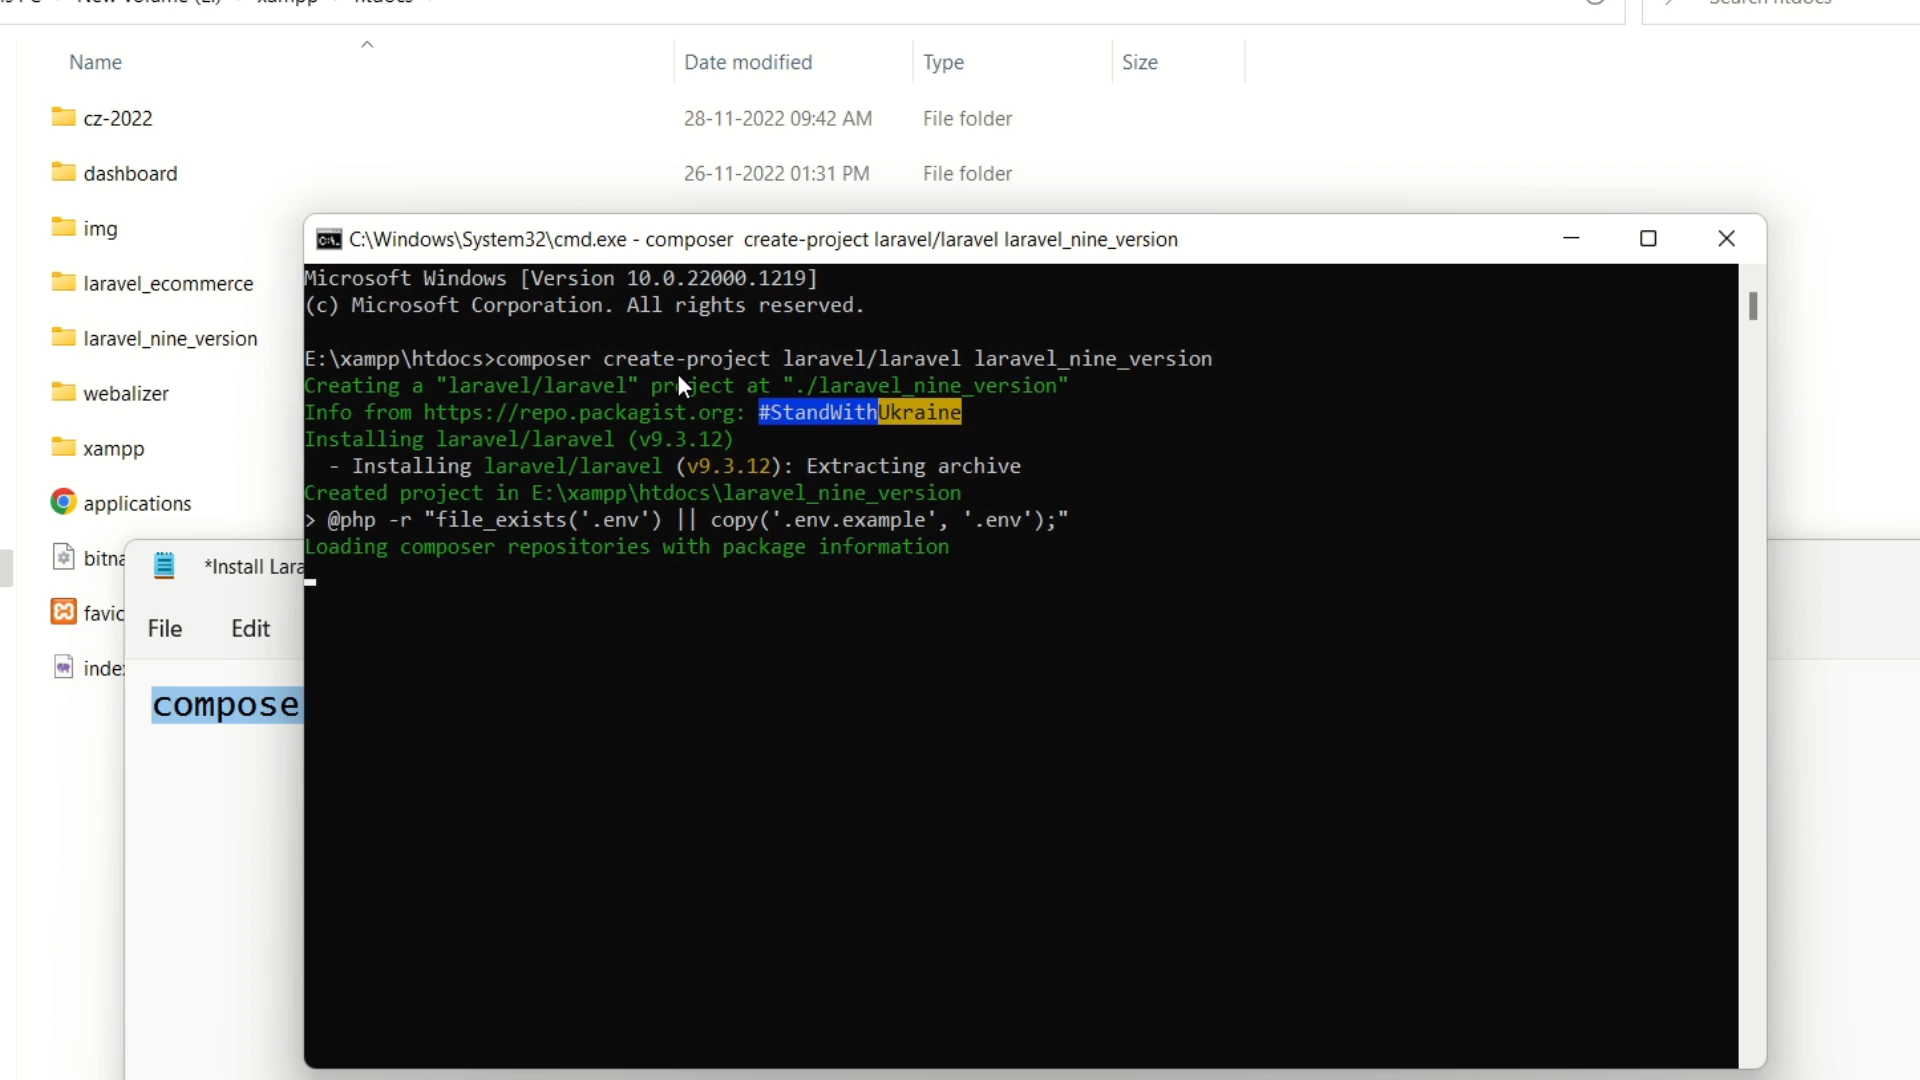 Name Date modified Type Size
cz-2022 28-11-2022 09:42 AM File folder
dashboard 26-11-2022 01:31 PM File folder
img
laravel_ecommerce
laravel_nine_version
webalizer
xampp
applications
bitna
favic
index
C:\Windows\System32\cmd.exe - composer  create-project laravel/laravel laravel_nine_version
Microsoft Windows [Version 10.0.22000.1219]
(c) Microsoft Corporation. All rights reserved.
E:\xampp\htdocs>composer create-project laravel/laravel laravel_nine_version
Creating a "laravel/laravel" project at "./laravel_nine_version"
Info from https://repo.packagist.org: #StandWithUkraine
Installing laravel/laravel (v9.3.12)
- Installing laravel/laravel (v9.3.12): Extracting archive
Created project in E:\xampp\htdocs\laravel_nine_version
> @php -r "file_exists('.env') || copy('.env.example', '.env');"
Loading composer repositories with package information
*Install Lara
File Edit
compose